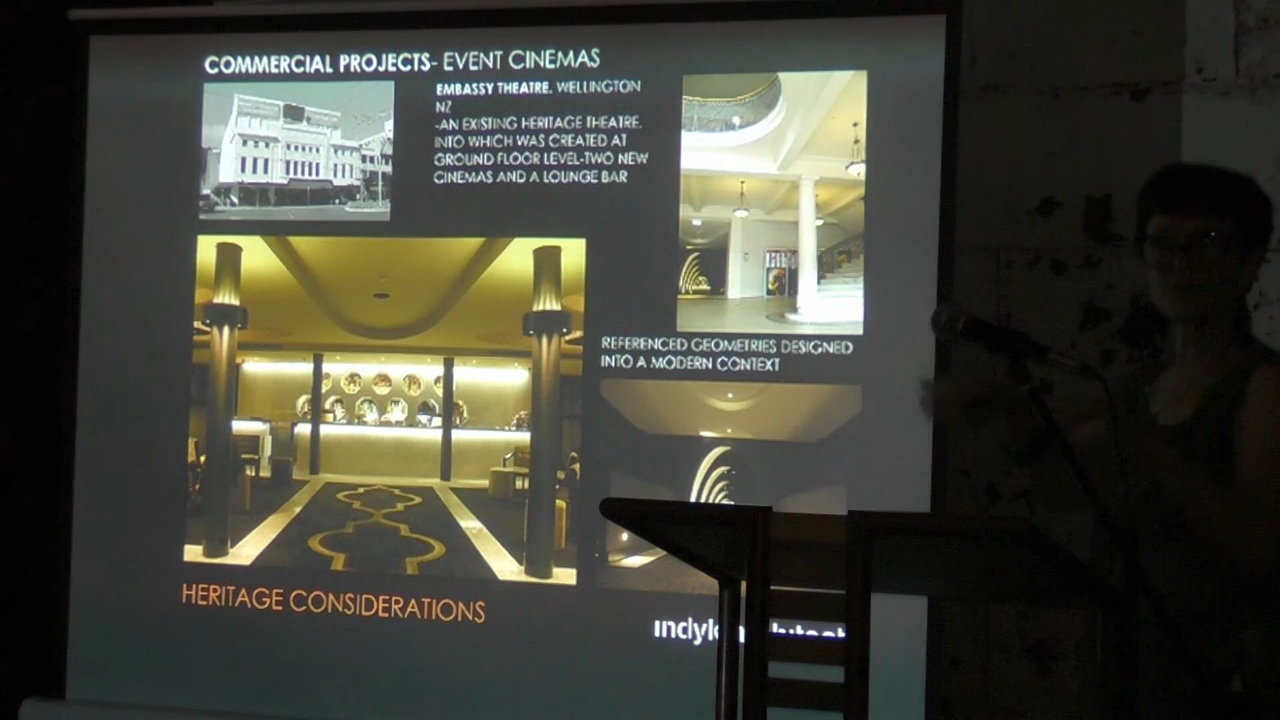 COMMERCIAL PROJECTS- EVENT CINEMAS
EMBASSY THEATRE. WELLINGTON
NZ
-AN EXISTING HERITAGE THEATRE.
INTO WHICH WAS CREATED AT
GROUND FLOOR LEVEL-TWO NEW
CINEMAS AND A LOUNGE BAR
REFERENCED GEOMETRIES DESIGNED
INTO A MODERN CONTEXT
HERITAGE CONSIDERATIONS